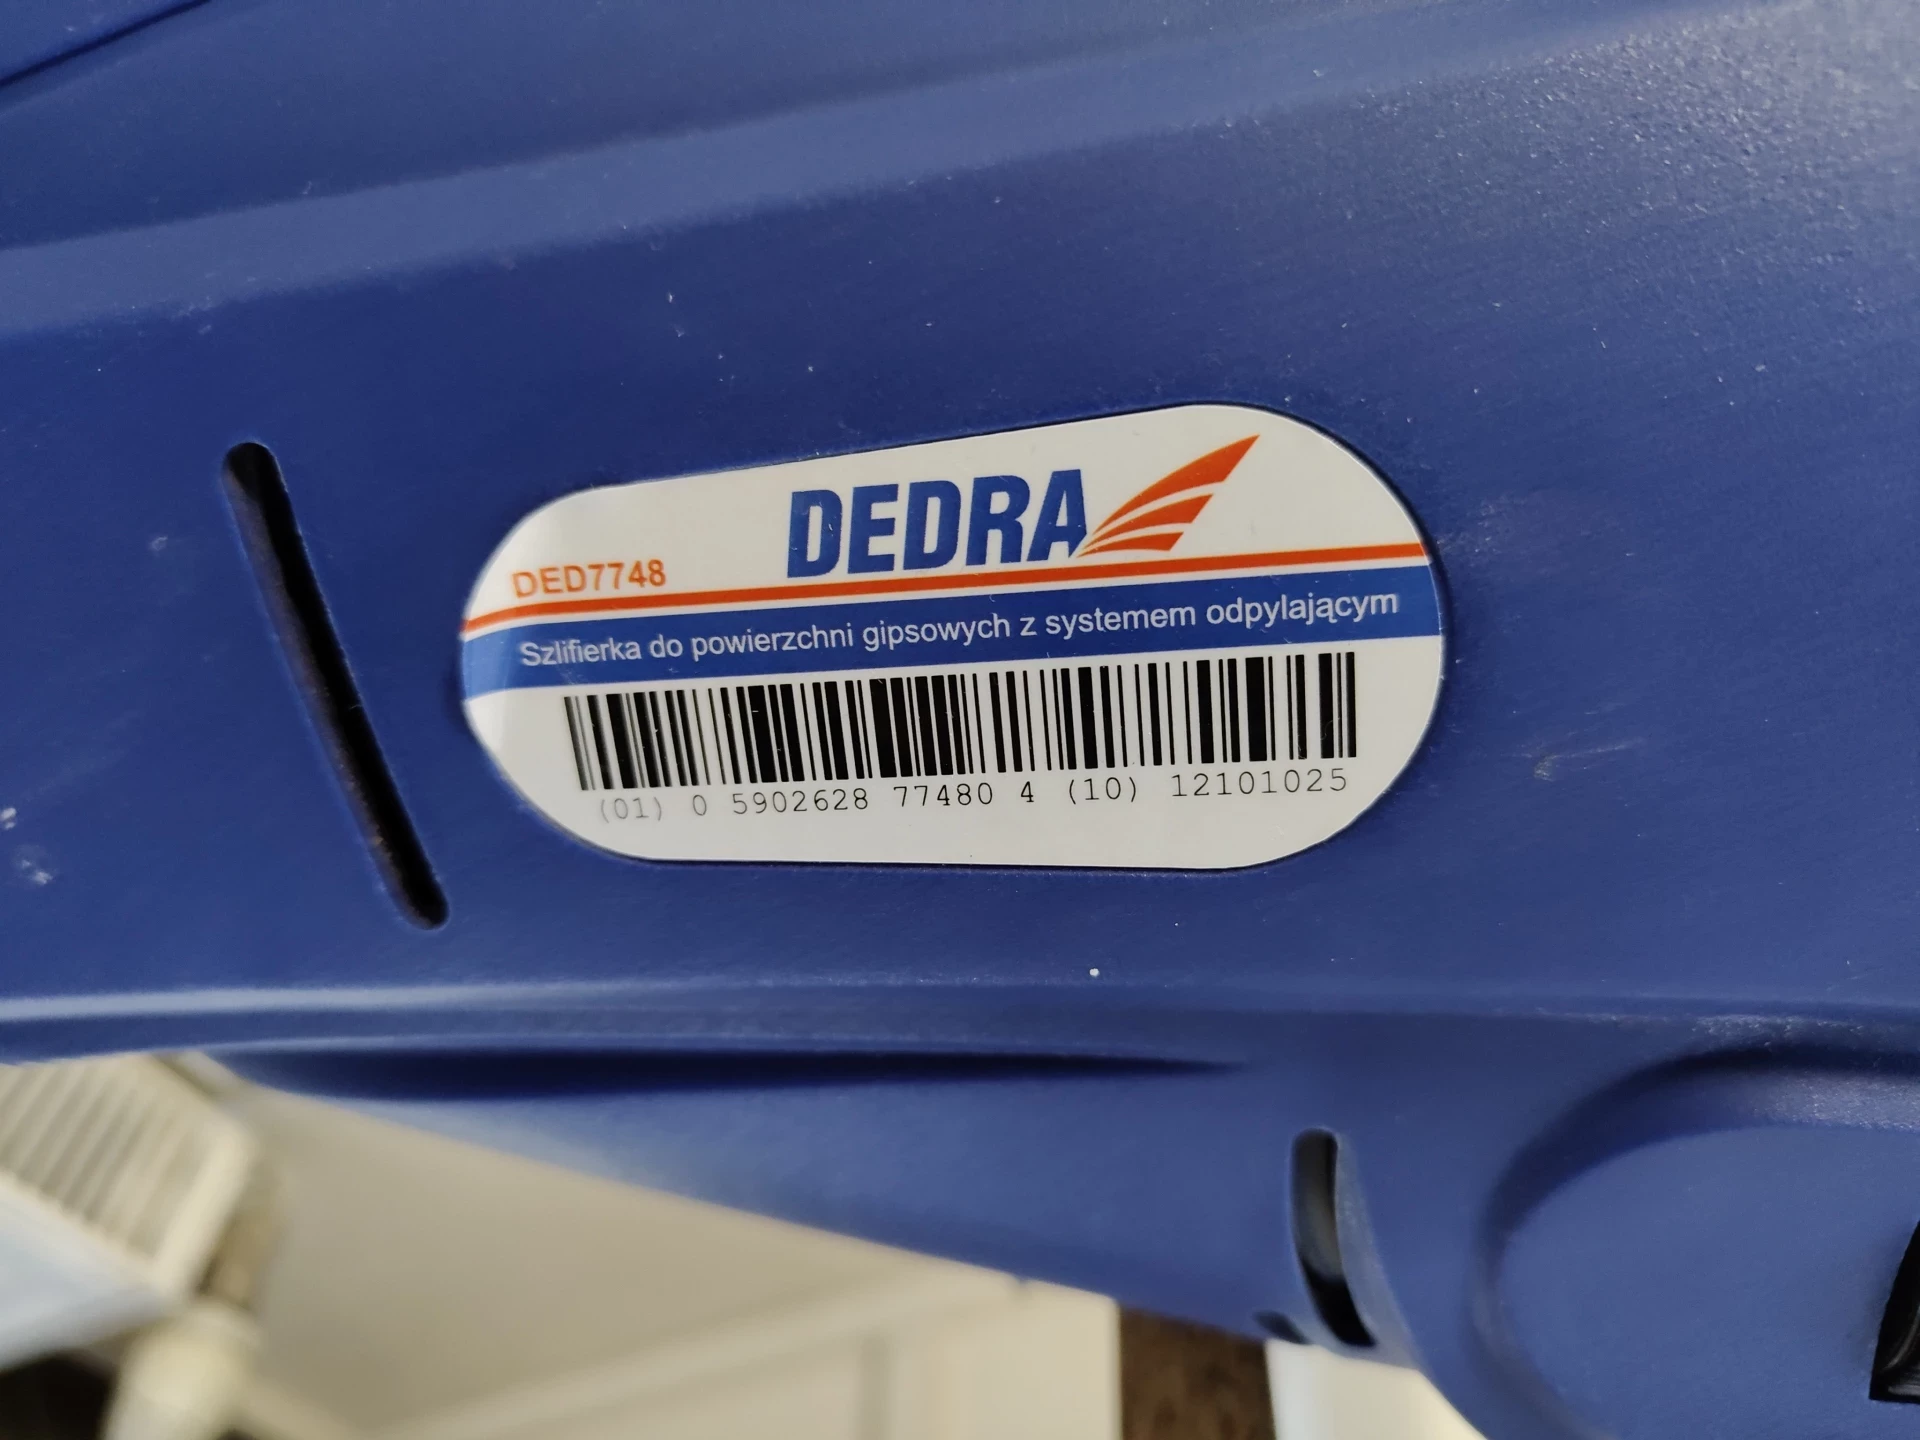 DEDRA
DED7748
Szlifierka do powierzchni gipsowych z systemem odpylającym
(01) 0 5902628 77480 4 (10) 12101025